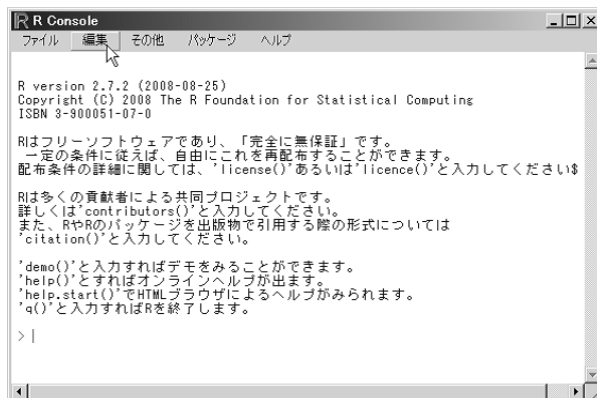 R Console
ファイル 編集 その他 パッケージ ヘルプ
R version 2.7.2 (2008-08-25)
Copyright (C) 2008 The R Foundation for Statistical Computing
ISBN 3-900051-07-0
Rはフリーソフトウェアであり、「完全に無保証」です。
一定の条件に従えば、自由にこれを再配布することができます。
配布条件の詳細に関しては、'license()'あるいは'licence()'と入力してください$
Rは多くの貢献者による共同プロジェクトです。
詳しくは'contributors()'と入力してください。
また、RやRのパッケージを出版物で引用する際の形式については
'citation()'と入力してください。
'demo()'と入力すればデモをみることができます。
'help()'とすればオンラインヘルプが出ます。
'help.start()'でHTMLブラウザによるヘルプがみられます。
'q()'と入力すればRを終了します。
> |